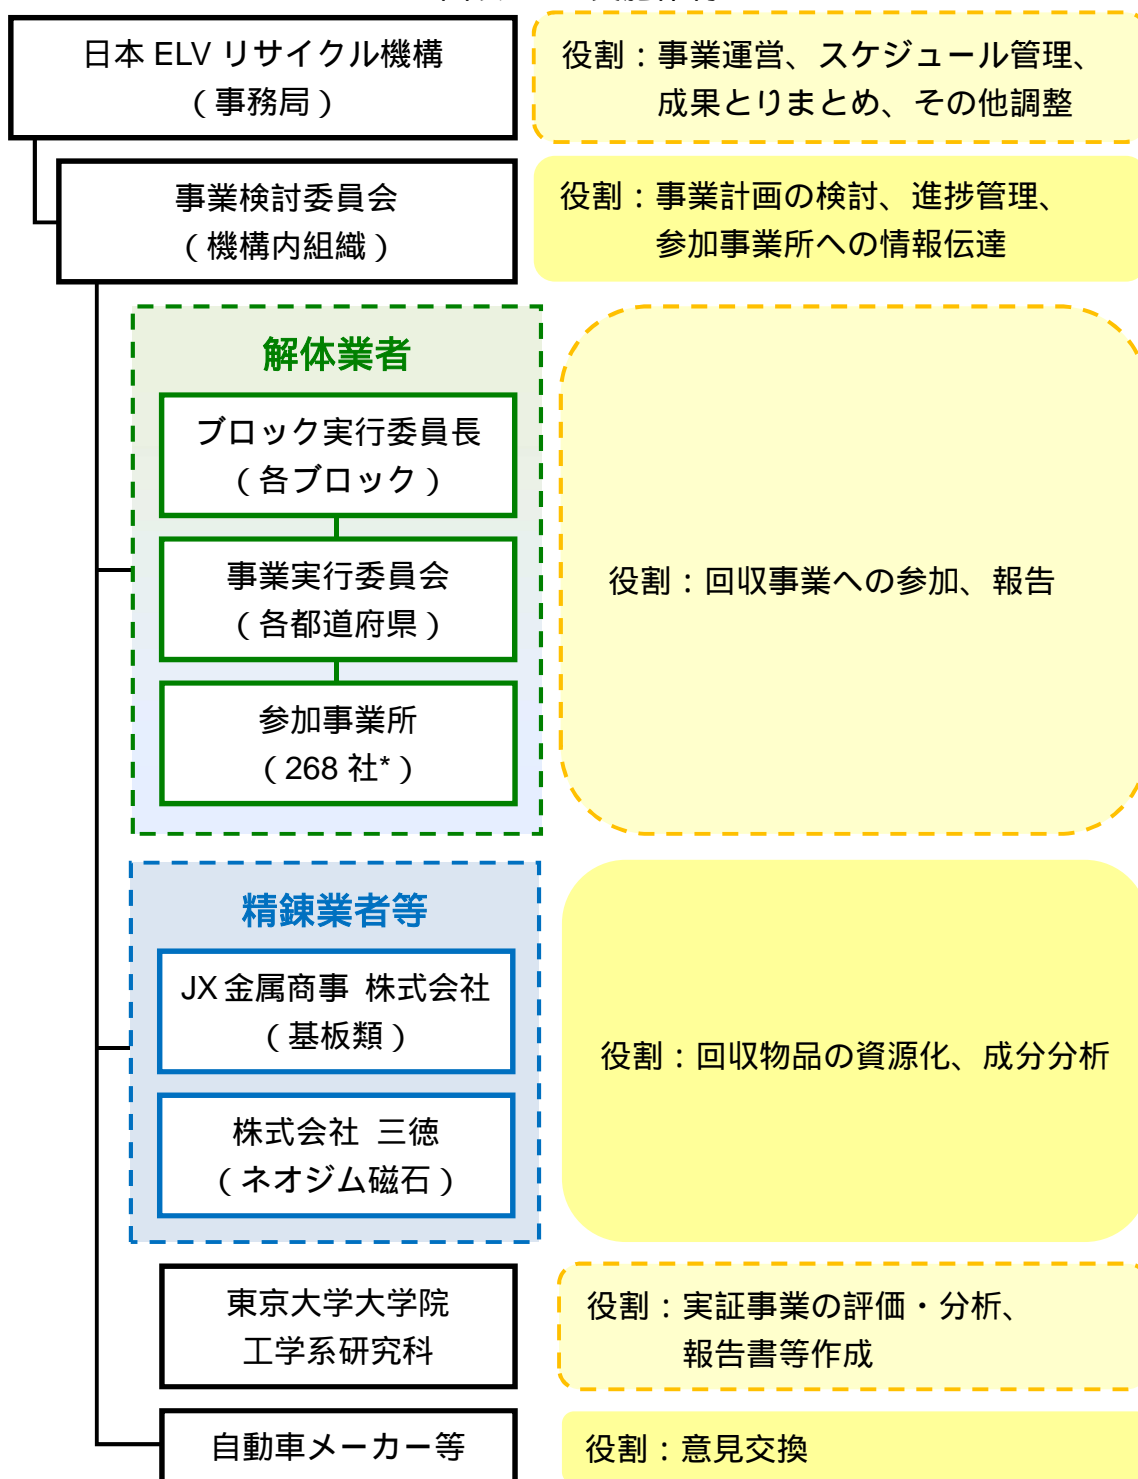 日本 ELV リサイクル機構
（事務局）
役割：事業運営、スケジュール管理、
成果とりまとめ、その他調整
事業検討委員会
（機構内組織）
役割：事業計画の検討、進捗管理、
参加事業所への情報伝達
解体業者
ブロック実行委員長
（各ブロック）
事業実行委員会
（各都道府県）
参加事業所
（268 社*）
役割：回収事業への参加、報告
精錬業者等
JX 金属商事 株式会社
（基板類）
株式会社 三徳
（ネオジム磁石）
役割：回収物品の資源化、成分分析
東京大学大学院
工学系研究科
役割：実証事業の評価・分析、
報告書等作成
自動車メーカー等
役割：意見交換